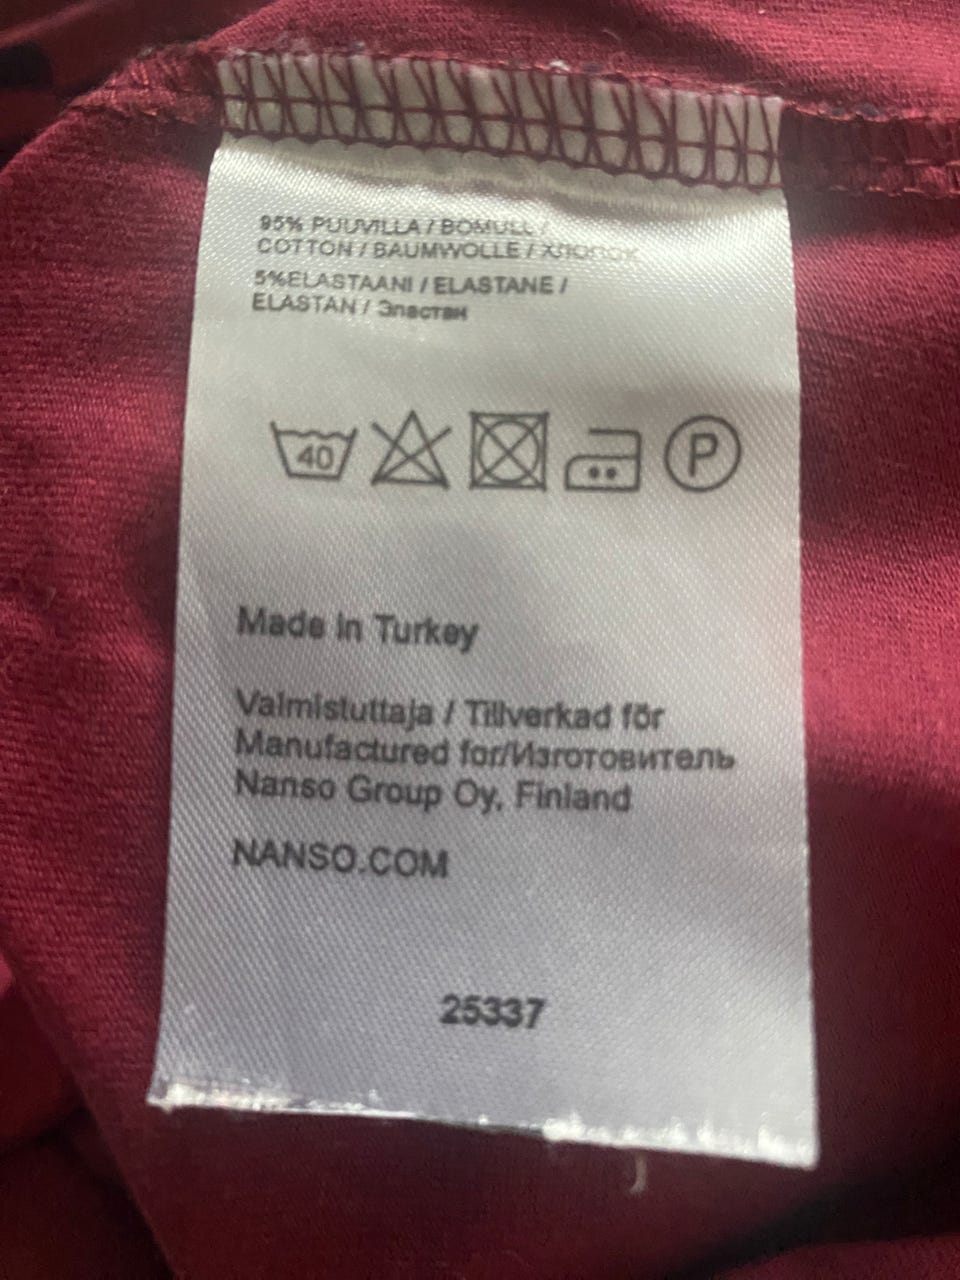 95% PUUVILLA / BOMULL /
COTTON / BAUMWOLLE / ХЛОПОК
5%ELASTAANI / ELASTANE /
ELASTAN / Эластан
40
P
Made in Turkey
Valmistuttaja / Tillverkad för
Manufactured for/Изготовитель
Nanso Group Oy, Finland
NANSO.COM
25337